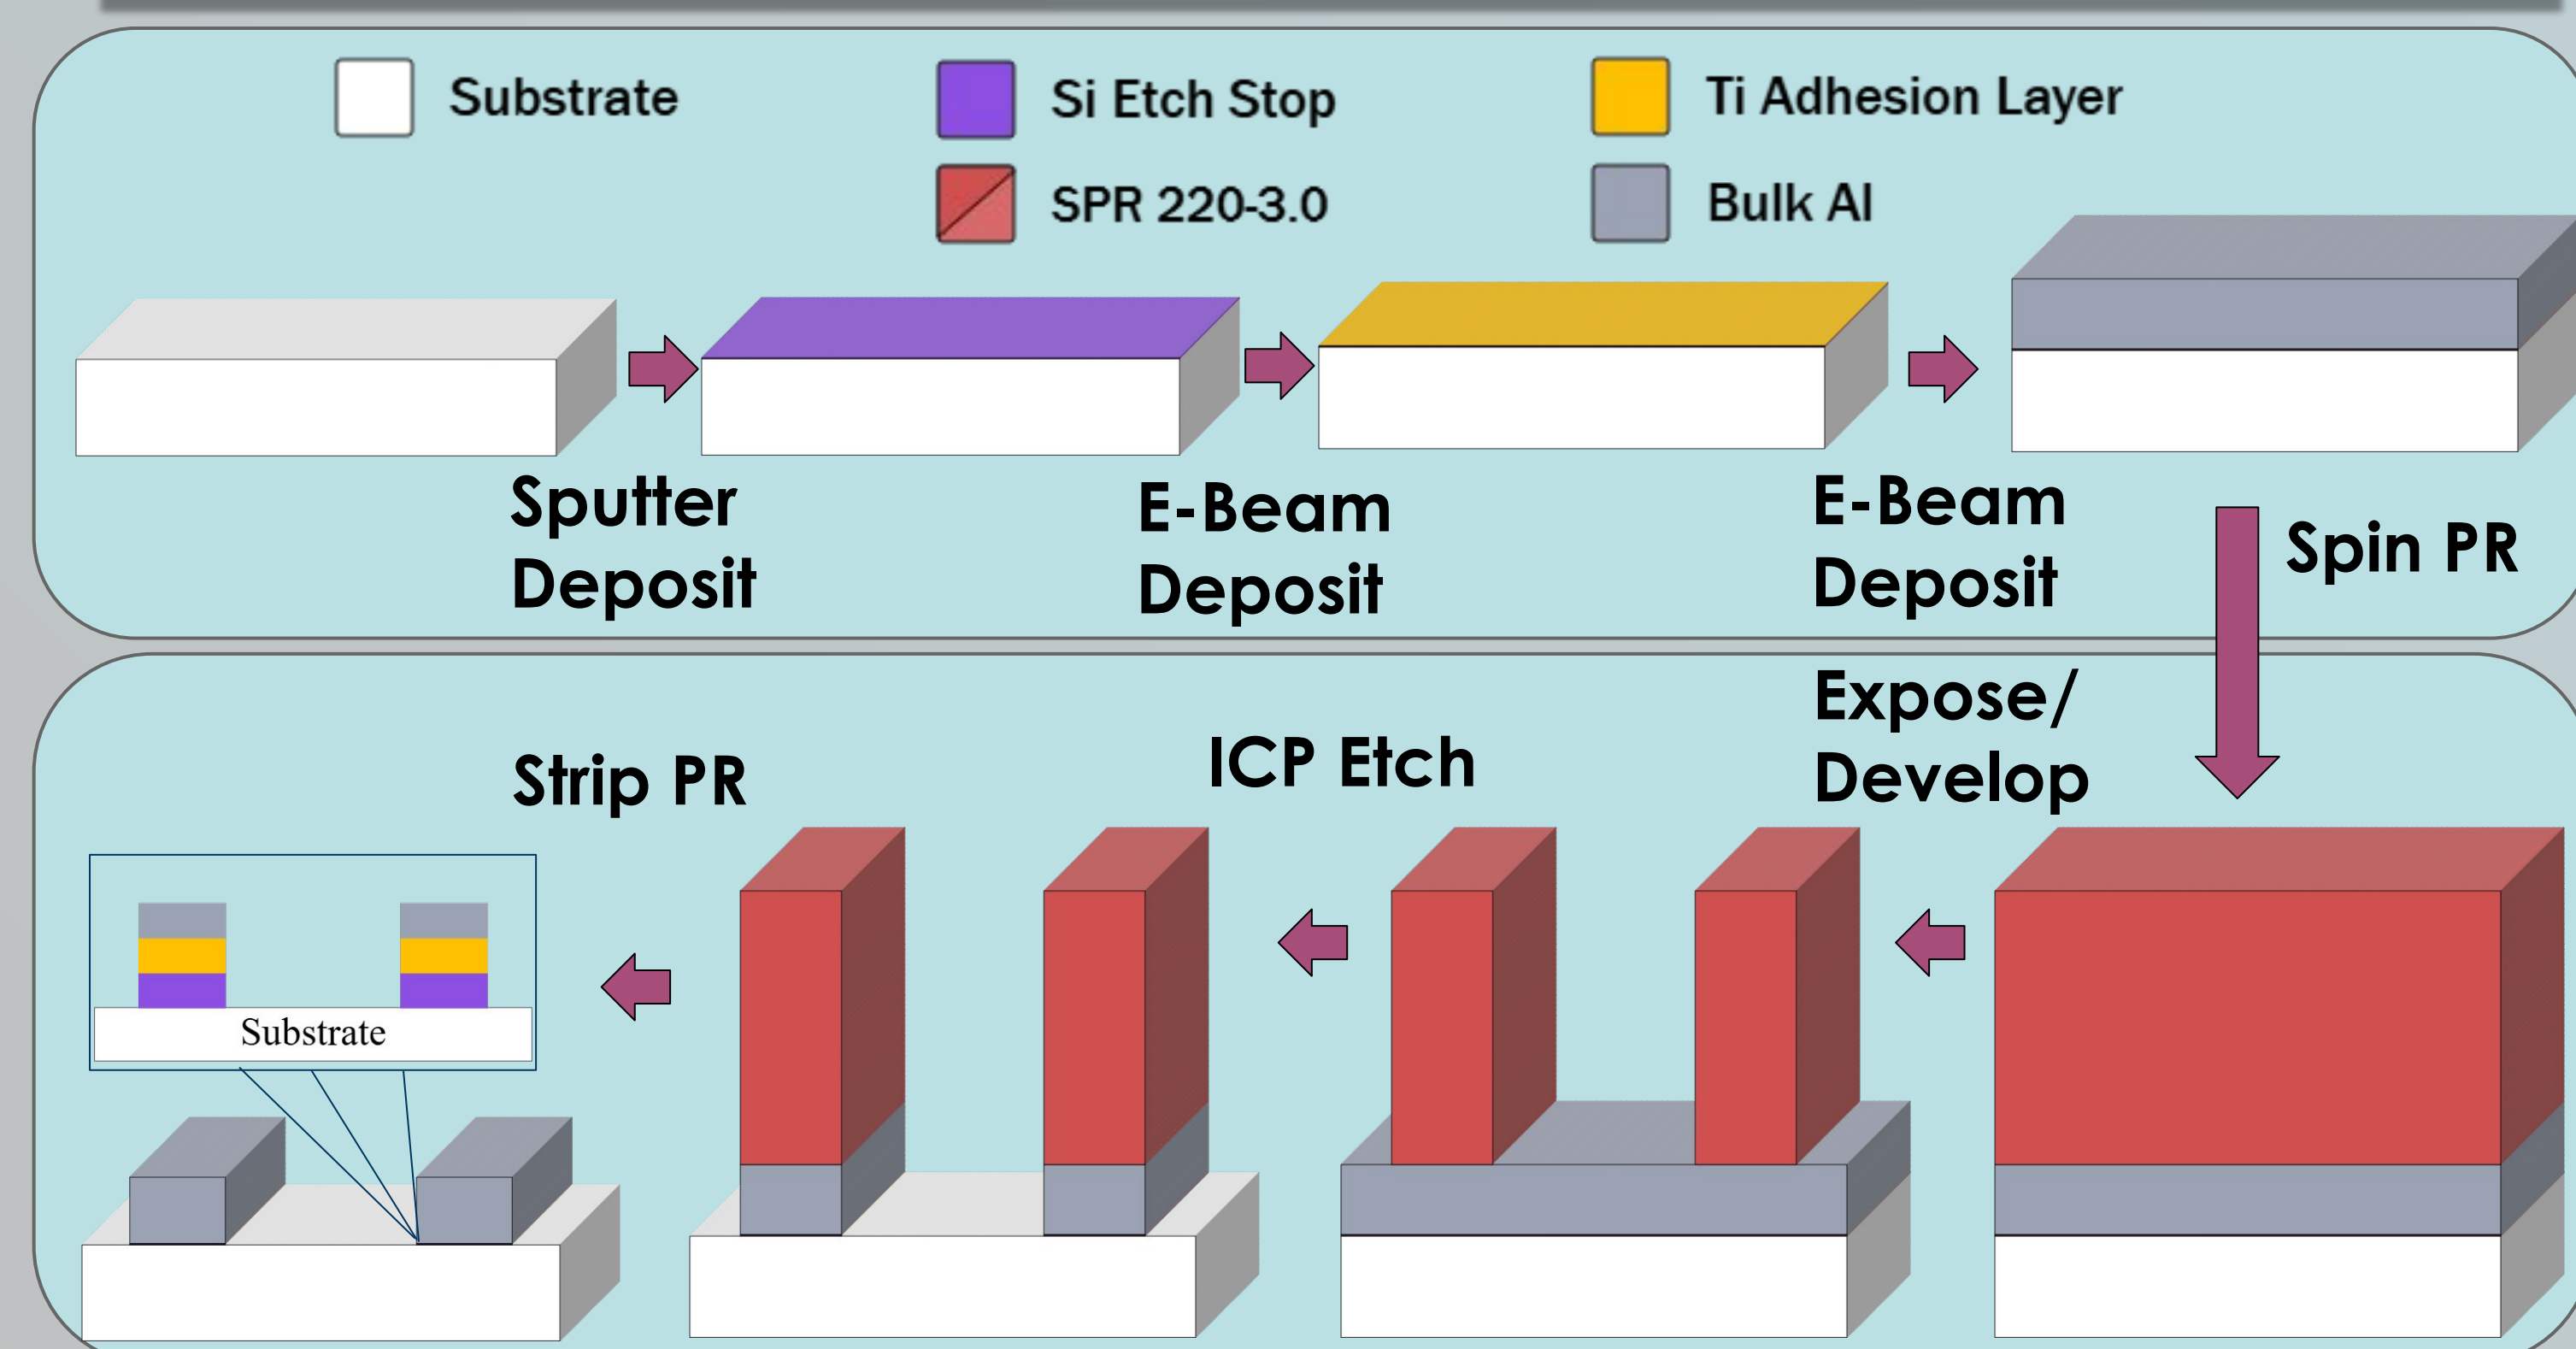 Substrate
Si Etch Stop
Ti Adhesion Layer
SPR 220-3.0
Bulk Al
Sputter
Deposit
E-Beam
Deposit
E-Beam
Deposit
Spin PR
Expose/
Develop
ICP Etch
Strip PR
Substrate